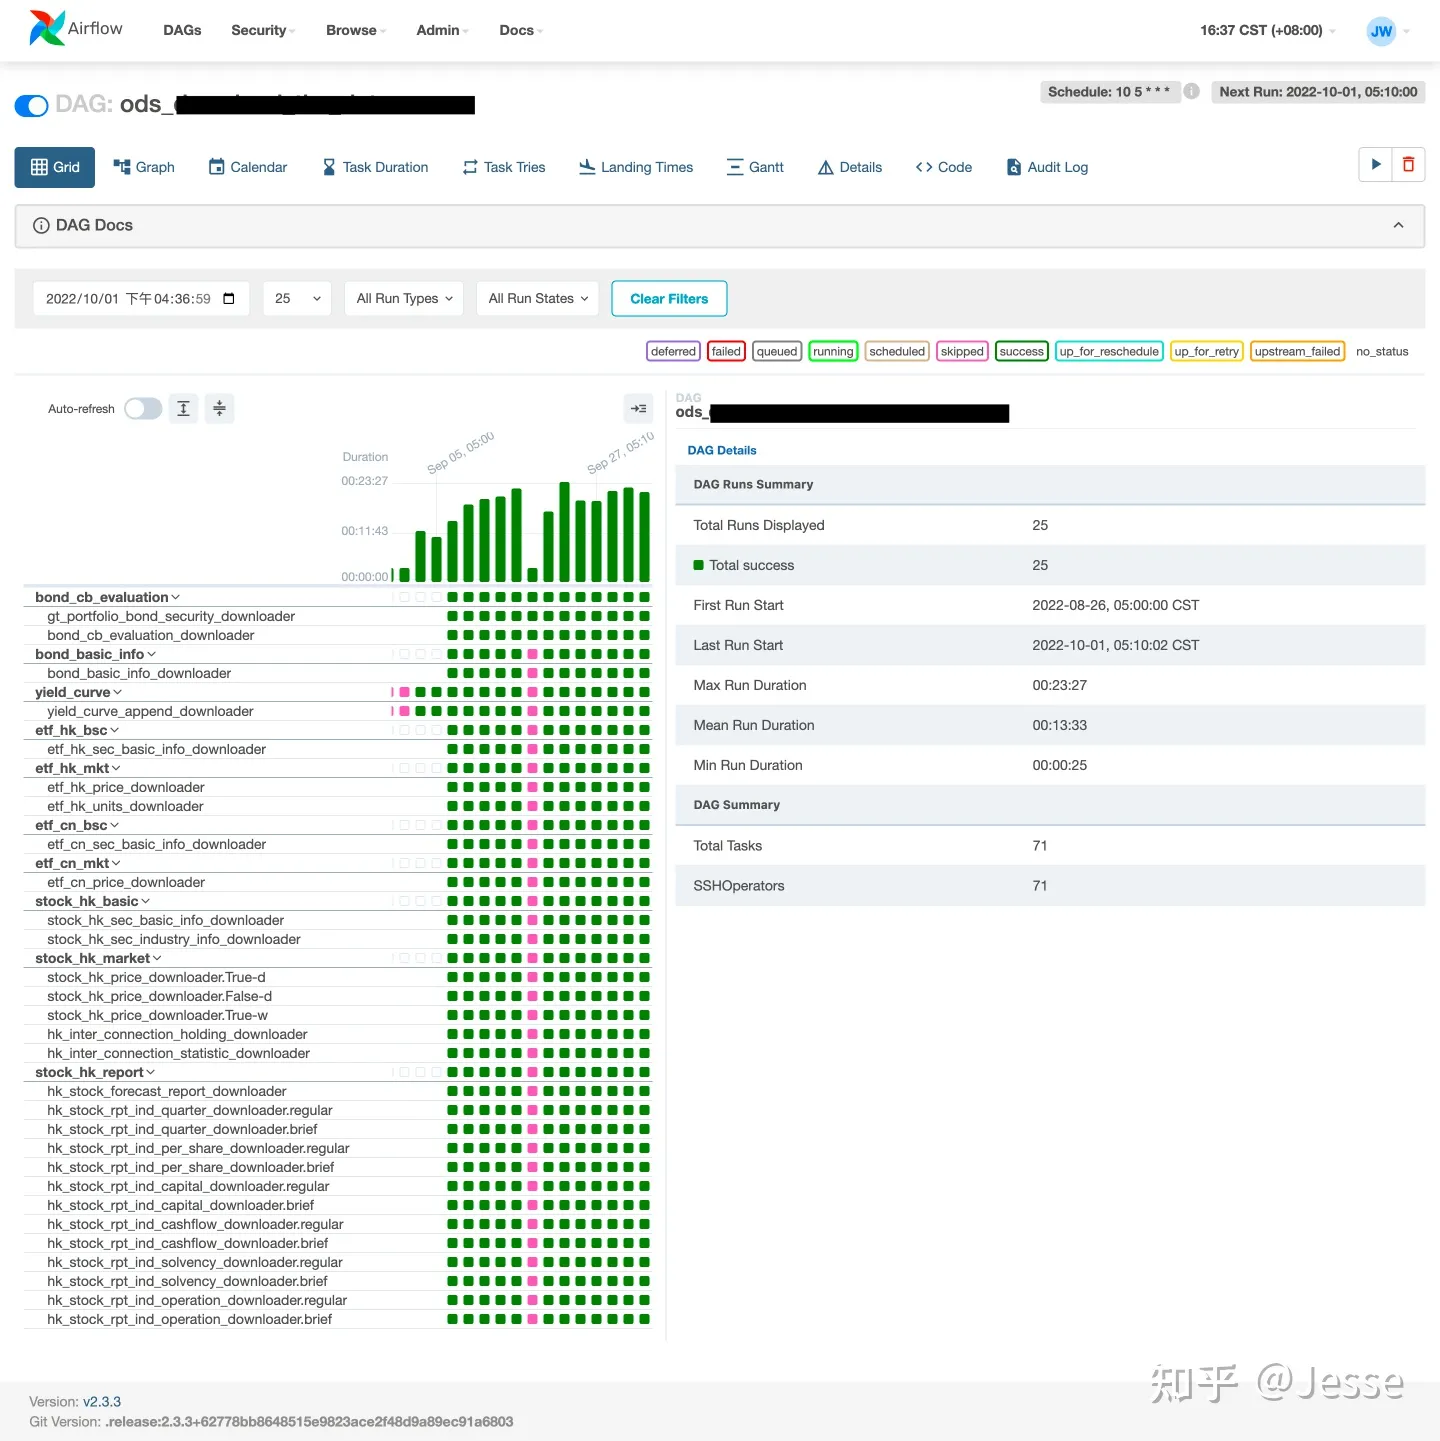 Airflow DAGs Security Browse Admin Docs 16:37 CST (+08:00) JW
DAG: ods_
Schedule: 10 5 * * * Next Run: 2022-10-01, 05:10:00
Grid Graph Calendar Task Duration Task Tries Landing Times Gantt Details Code Audit Log
DAG Docs
2022/10/01 下午 04:36:59 25 All Run Types All Run States Clear Filters
deferred failed queued running scheduled skipped success up_for_reschedule up_for_retry upstream_failed no_status
Auto-refresh
Duration
Sep 05, 05:00
Sep 27, 05:10
00:23:27
00:11:43
00:00:00
bond_cb_evaluation
gt_portfolio_bond_security_downloader
bond_cb_evaluation_downloader
bond_basic_info
bond_basic_info_downloader
yield_curve
yield_curve_append_downloader
etf_hk_bsc
etf_hk_sec_basic_info_downloader
etf_hk_mkt
etf_hk_price_downloader
etf_hk_units_downloader
etf_cn_bsc
etf_cn_sec_basic_info_downloader
etf_cn_mkt
etf_cn_price_downloader
stock_hk_basic
stock_hk_sec_basic_info_downloader
stock_hk_sec_industry_info_downloader
stock_hk_market
stock_hk_price_downloader.True-d
stock_hk_price_downloader.False-d
stock_hk_price_downloader.True-w
hk_inter_connection_holding_downloader
hk_inter_connection_statistic_downloader
stock_hk_report
hk_stock_forecast_report_downloader
hk_stock_rpt_ind_quarter_downloader.regular
hk_stock_rpt_ind_quarter_downloader.brief
hk_stock_rpt_ind_per_share_downloader.regular
hk_stock_rpt_ind_per_share_downloader.brief
hk_stock_rpt_ind_capital_downloader.regular
hk_stock_rpt_ind_capital_downloader.brief
hk_stock_rpt_ind_cashflow_downloader.regular
hk_stock_rpt_ind_cashflow_downloader.brief
hk_stock_rpt_ind_solvency_downloader.regular
hk_stock_rpt_ind_solvency_downloader.brief
hk_stock_rpt_ind_operation_downloader.regular
hk_stock_rpt_ind_operation_downloader.brief
DAG
ods_
DAG Details
DAG Runs Summary
Total Runs Displayed 25
Total success 25
First Run Start 2022-08-26, 05:00:00 CST
Last Run Start 2022-10-01, 05:10:02 CST
Max Run Duration 00:23:27
Mean Run Duration 00:13:33
Min Run Duration 00:00:25
DAG Summary
Total Tasks 71
SSHOperators 71
知乎 @Jesse
Version: v2.3.3
Git Version: .release:2.3.3+62778bb8648515e9823ace2f48d9a89ec91a6803